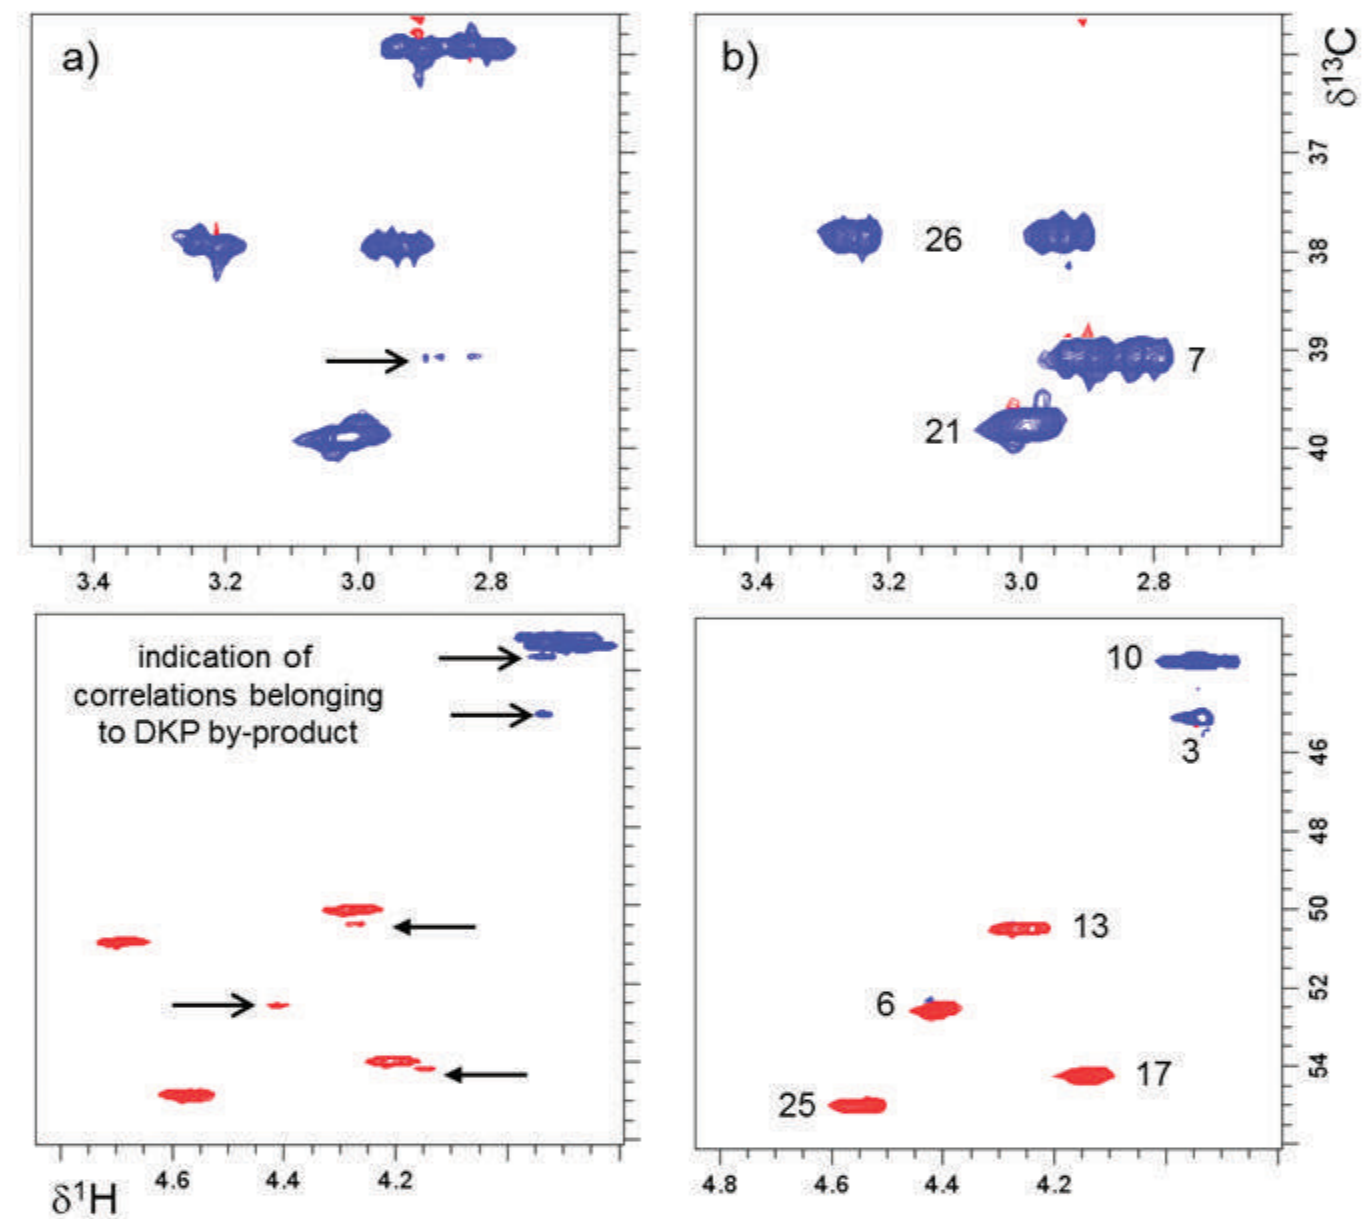 a)
b)
δ13C
37
38
39
40
26
7
21
3.4 3.2 3.0 2.8
3.4 3.2 3.0 2.8
indication of
correlations belonging
to DKP by-product
10
3
46
48
50
52
54
13
6
17
25
4.6 4.4 4.2
δ1H
4.8 4.6 4.4 4.2